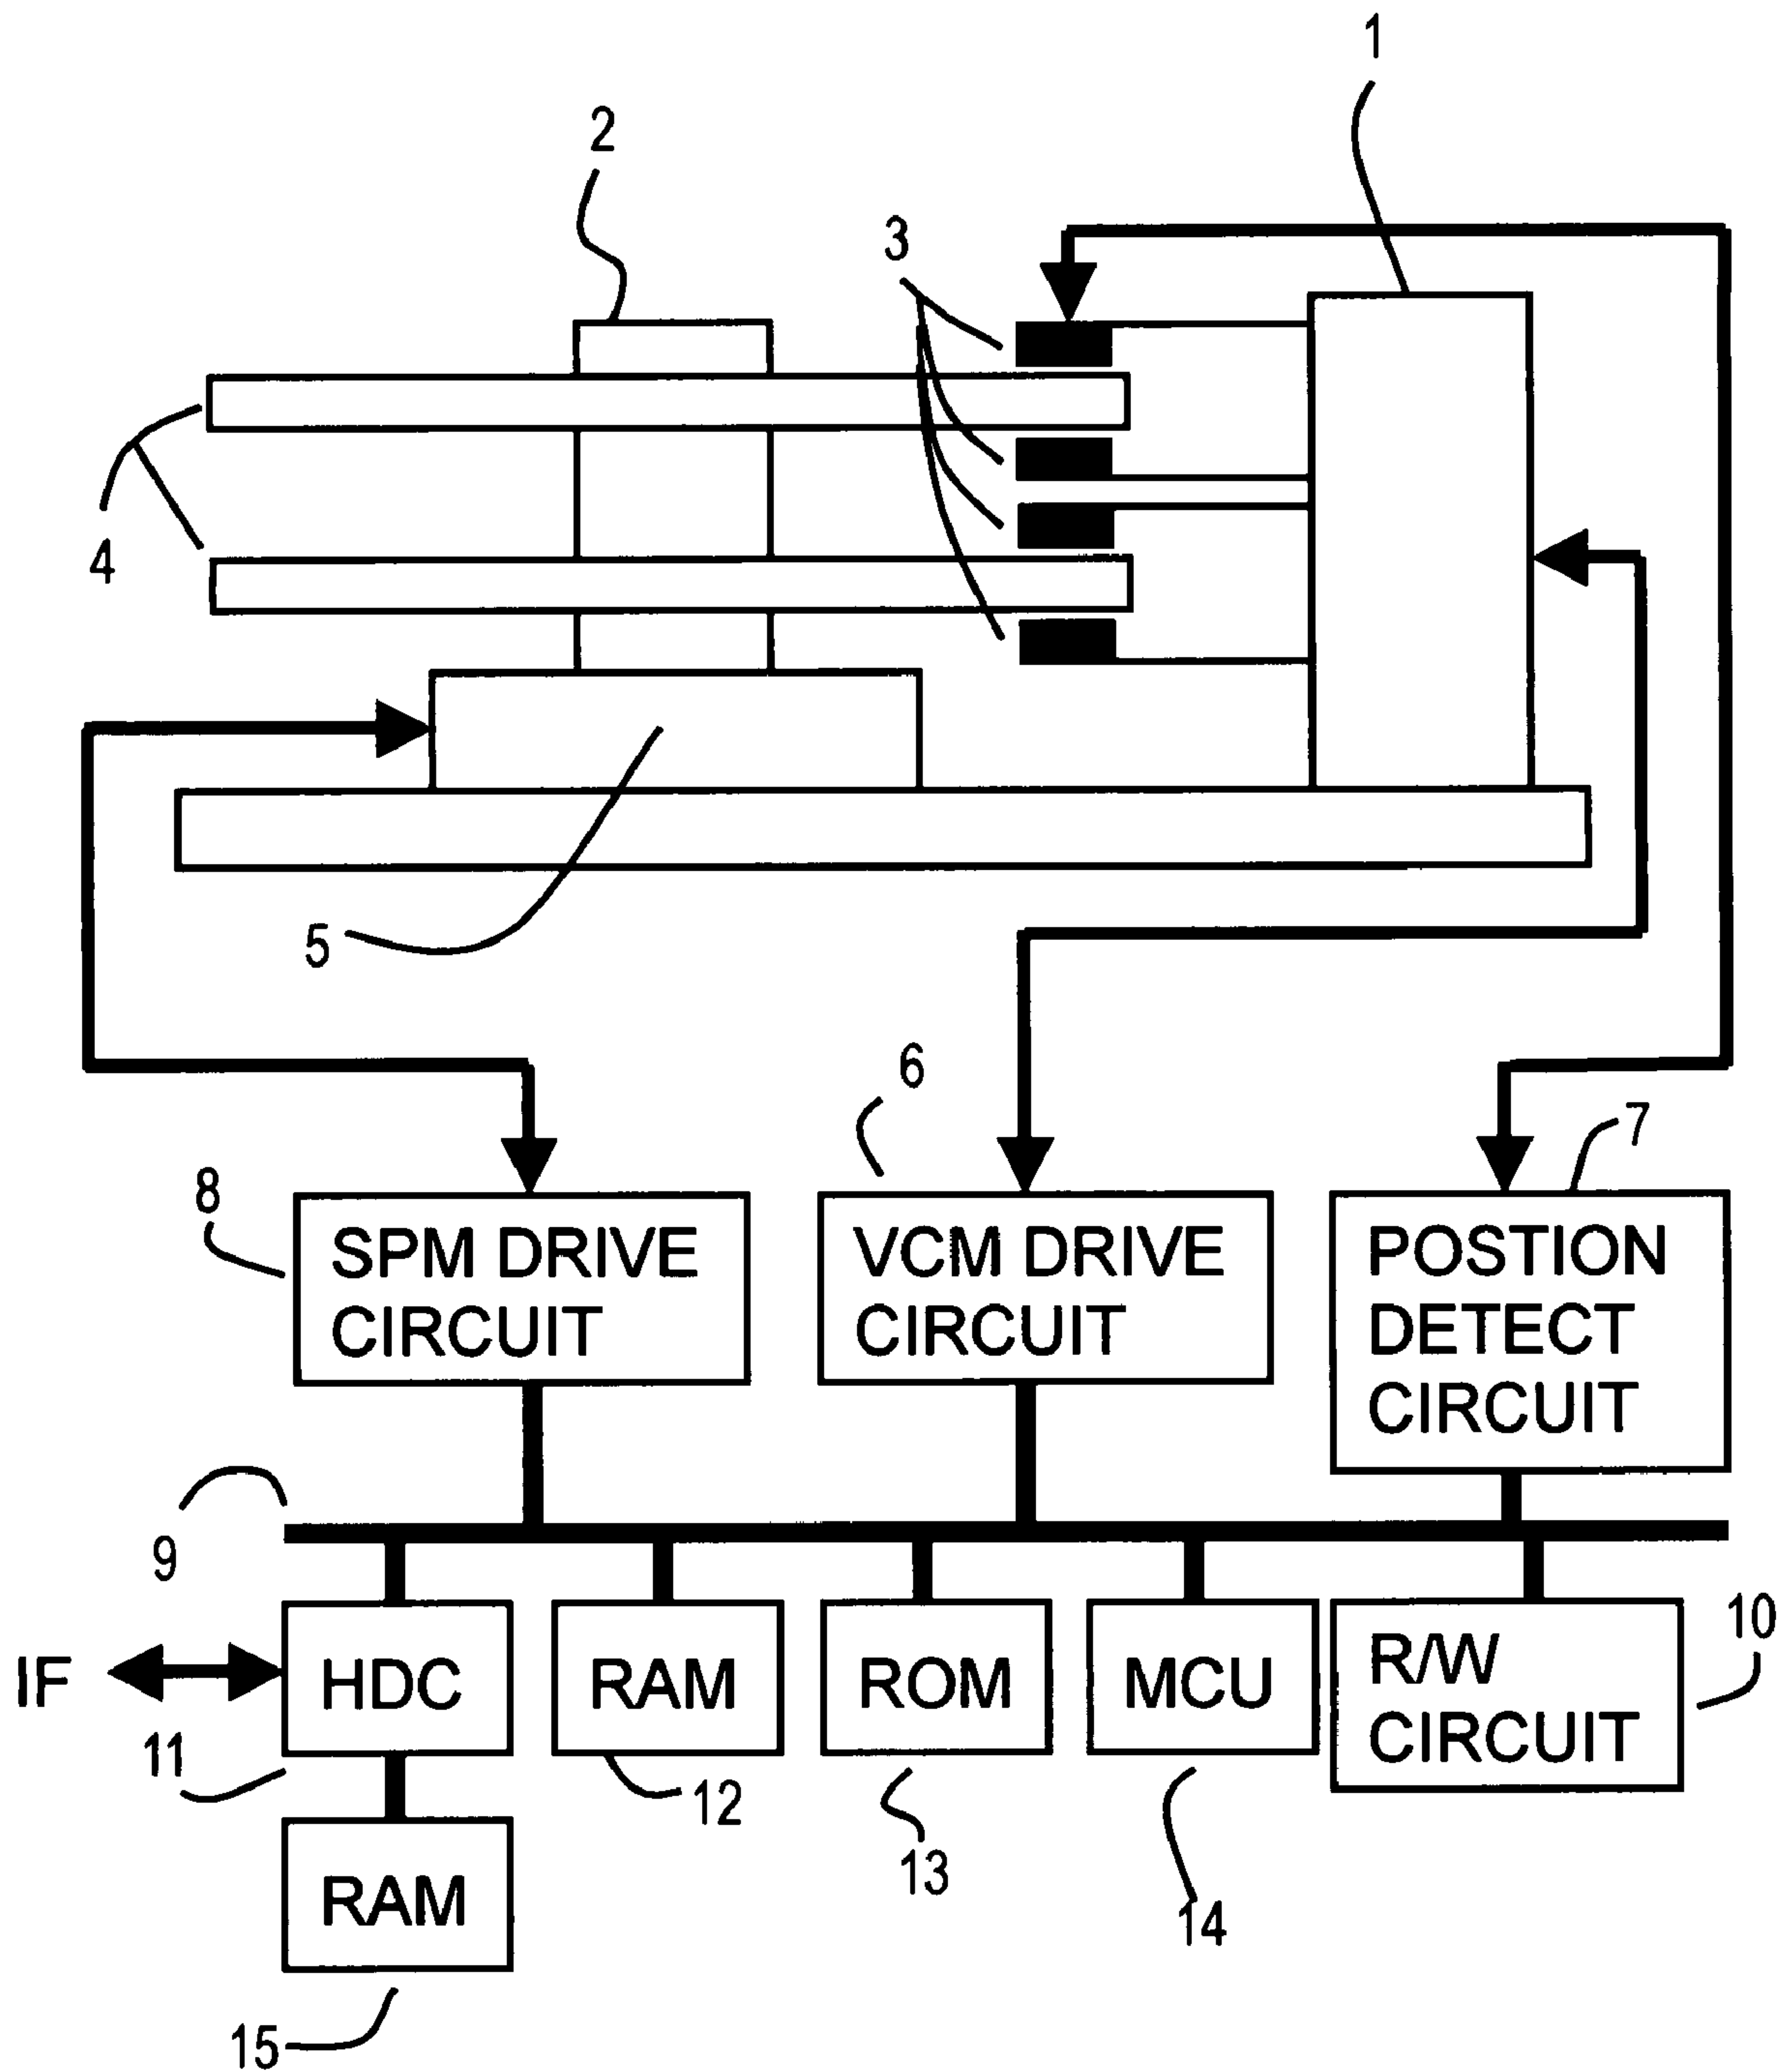 1
2
3
4
5
6
7
8
SPM DRIVE
CIRCUIT
VCM DRIVE
CIRCUIT
POSTION
DETECT
CIRCUIT
9
IF
HDC
RAM
ROM
MCU
R/W
CIRCUIT
10
11
12
13
14
RAM
15